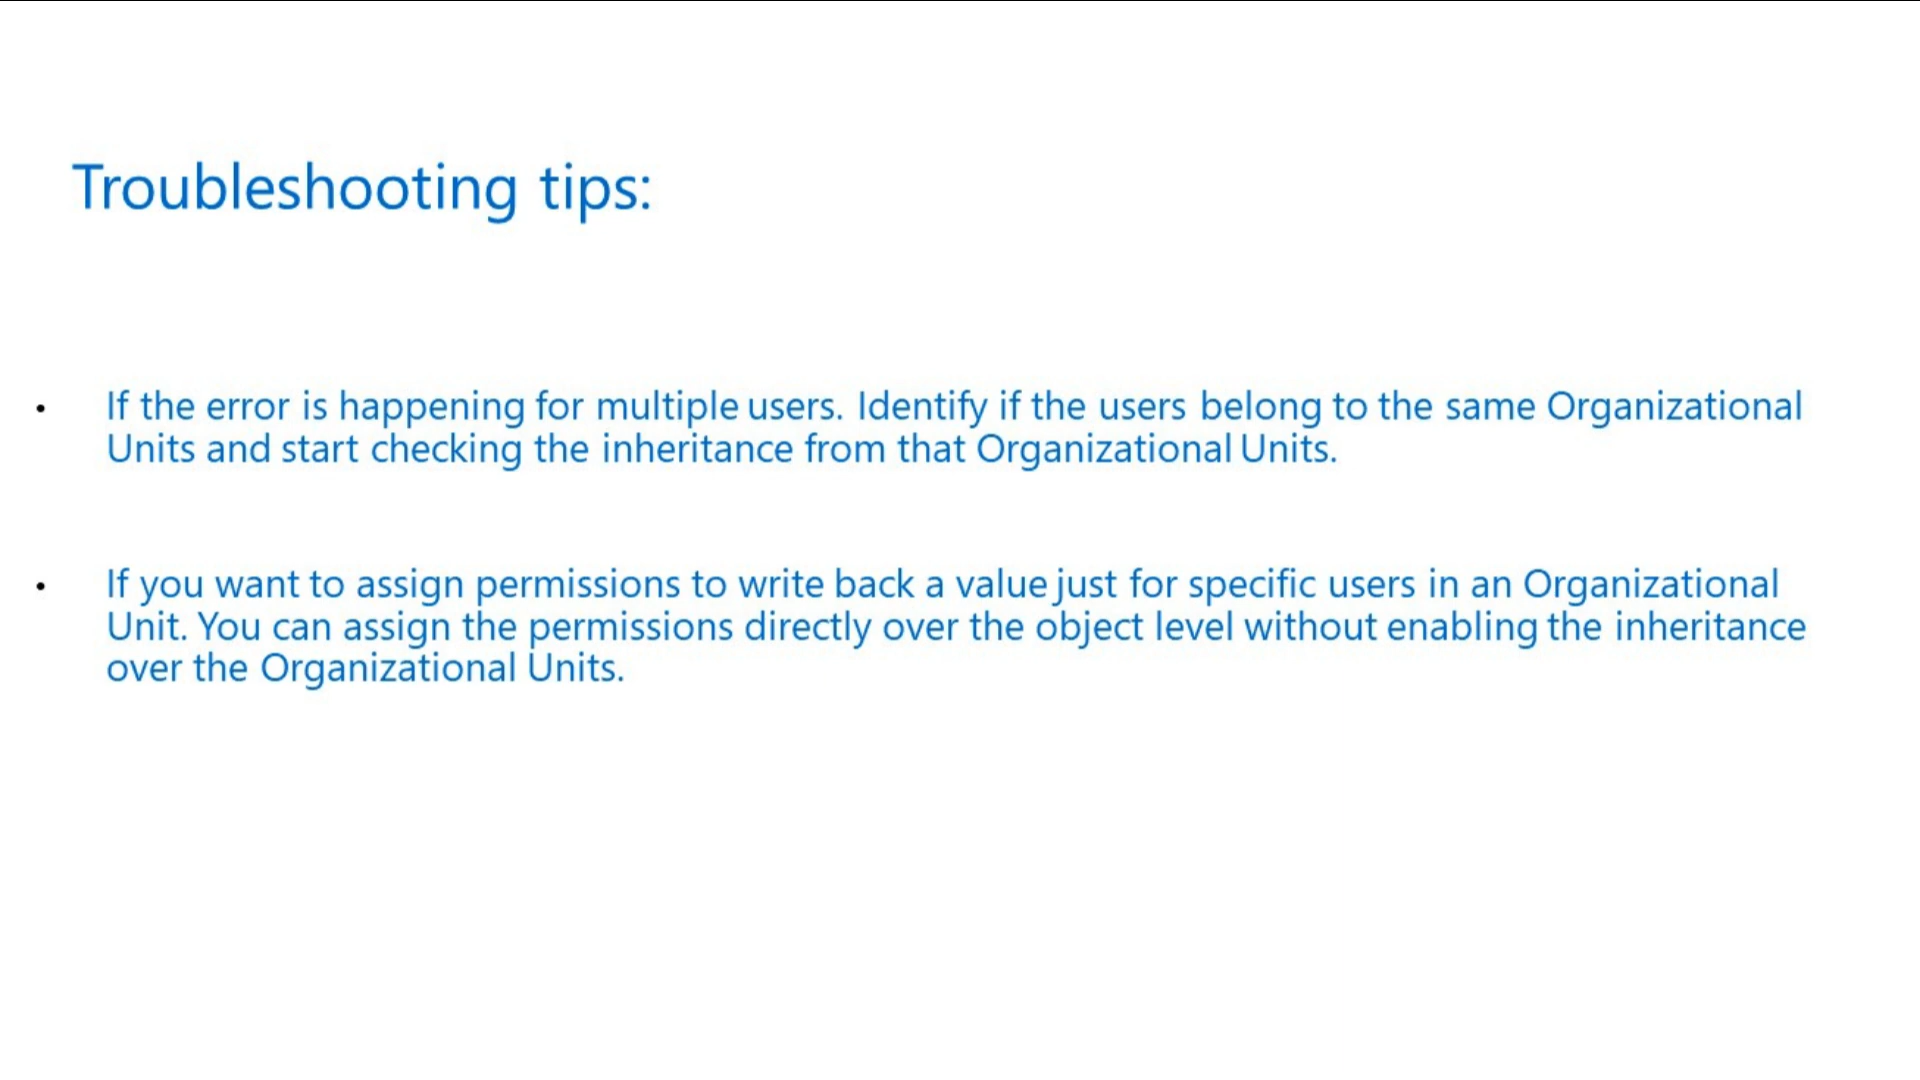 Troubleshooting tips:
• If the error is happening for multiple users. Identify if the users belong to the same Organizational
Units and start checking the inheritance from that Organizational Units.
• If you want to assign permissions to write back a value just for specific users in an Organizational
Unit. You can assign the permissions directly over the object level without enabling the inheritance
over the Organizational Units.